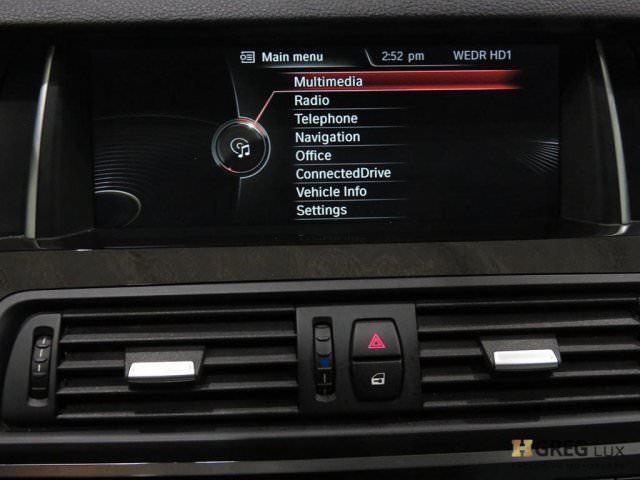 Main menu
2:52 pm
WEDR HD1
Multimedia
Radio
Telephone
Navigation
Office
ConnectedDrive
Vehicle Info
Settings
H GREG LUX